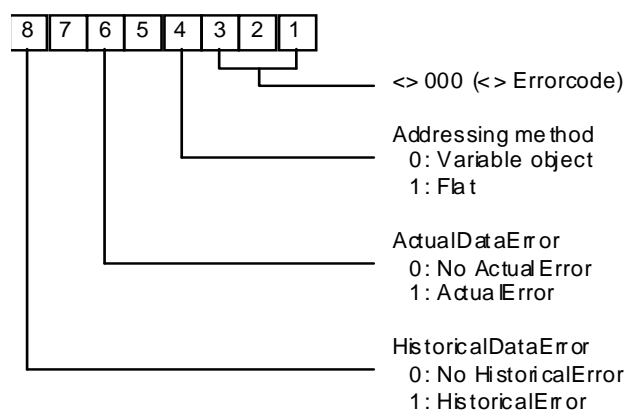 8 7 6 5 4 3 2 1
<> 000 (<> Errorcode)
Addressing method
0: Variable object
1: Flat
ActualDataError
0: No ActualError
1: ActualError
HistoricalDataError
0: No HistoricalError
1: HistoricalError